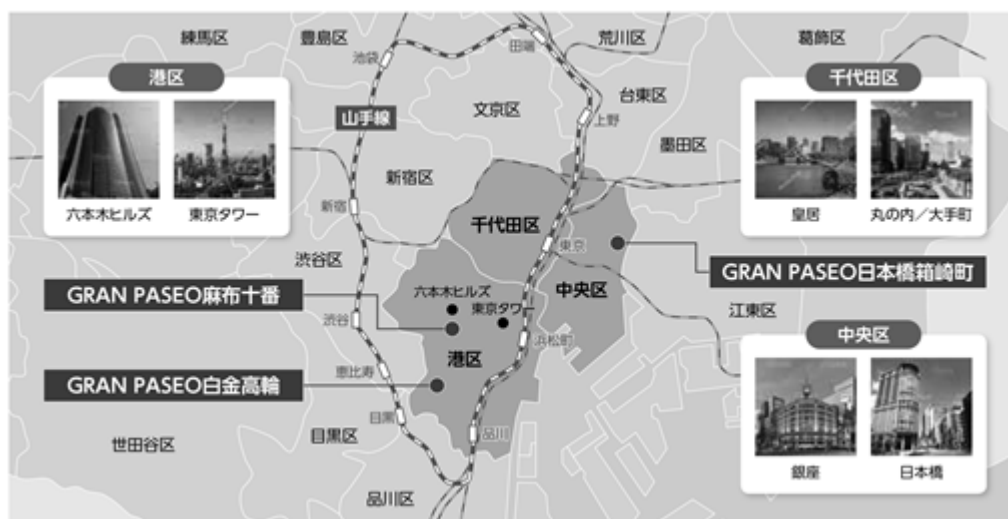 練馬区
豊島区
荒川区
葛飾区
田端
池袋
港区
六本木ヒルズ
東京タワー
山手線
文京区
台東区
上野
墨田区
千代田区
皇居
丸の内/大手町
新宿区
新宿
千代田区
東京
渋谷区
GRAN PASEO日本橋箱崎町
GRAN PASEO麻布十番
六本木ヒルズ
東京タワー
中央区
江東区
渋谷
浜松町
港区
中央区
銀座
日本橋
恵比寿
GRAN PASEO白金高輪
目黒
品川
世田谷区
目黒区
品川区